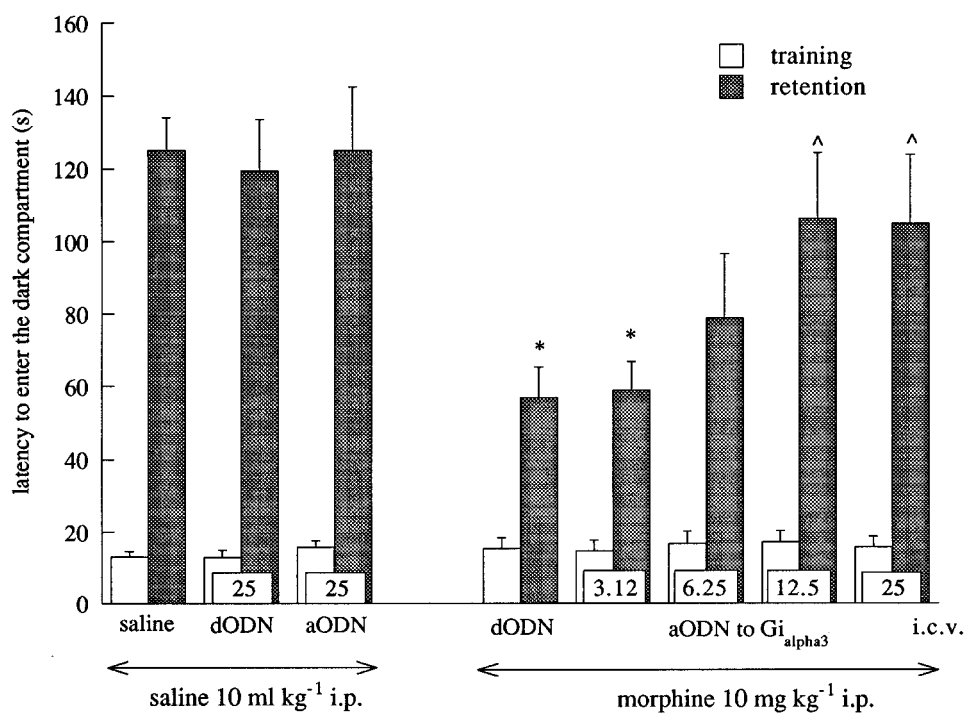 latency to enter the dark compartment (s)
160
140
120
100
80
60
40
20
0
training
retention
^ ^
* *
25 25 3.12 6.25 12.5 25
saline dODN aODN dODN aODN to Gi alpha3 i.c.v.
saline 10 ml kg-1 i.p. morphine 10 mg kg-1 i.p.